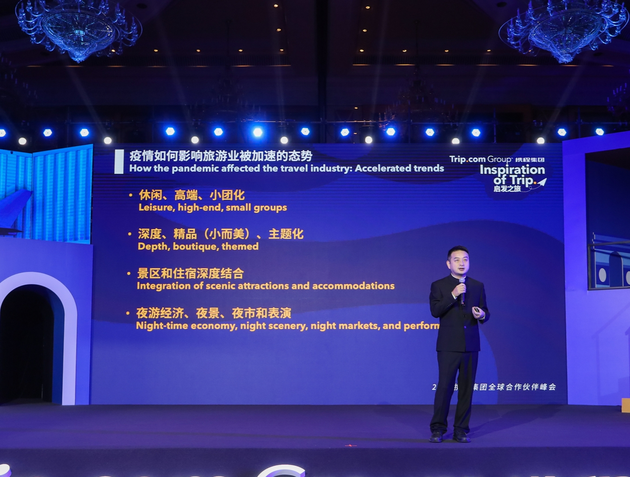 疫情如何影响旅游业被加速的态势
How the pandemic affected the travel industry: Accelerated trends
Trip.com Group 携程集团
Inspiration
of Trip
启发之旅
• 休闲、高端、小团化
Leisure, high-end, small groups
• 深度、精品（小而美）、主题化
Depth, boutique, themed
• 景区和住宿深度结合
Integration of scenic attractions and accommodations
• 夜游经济、夜景、夜市和表演
Night-time economy, night scenery, night markets, and perform
集团全球合作伙伴峰会